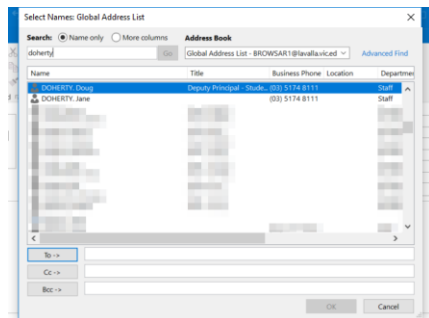 Select Names: Global Address List
Search: Name only More columns Address Book
doherty Go Global Address List - BROWSAR1@lavalla.vic.ed Advanced Find
Name Title Business Phone Location Departme
DOHERTY. Doug Deputy Principal - Stude... (03) 5174 8111 Staff
DOHERTY. Jane (03) 5174 8111 Staff
To ->
Cc ->
Bcc ->
OK Cancel